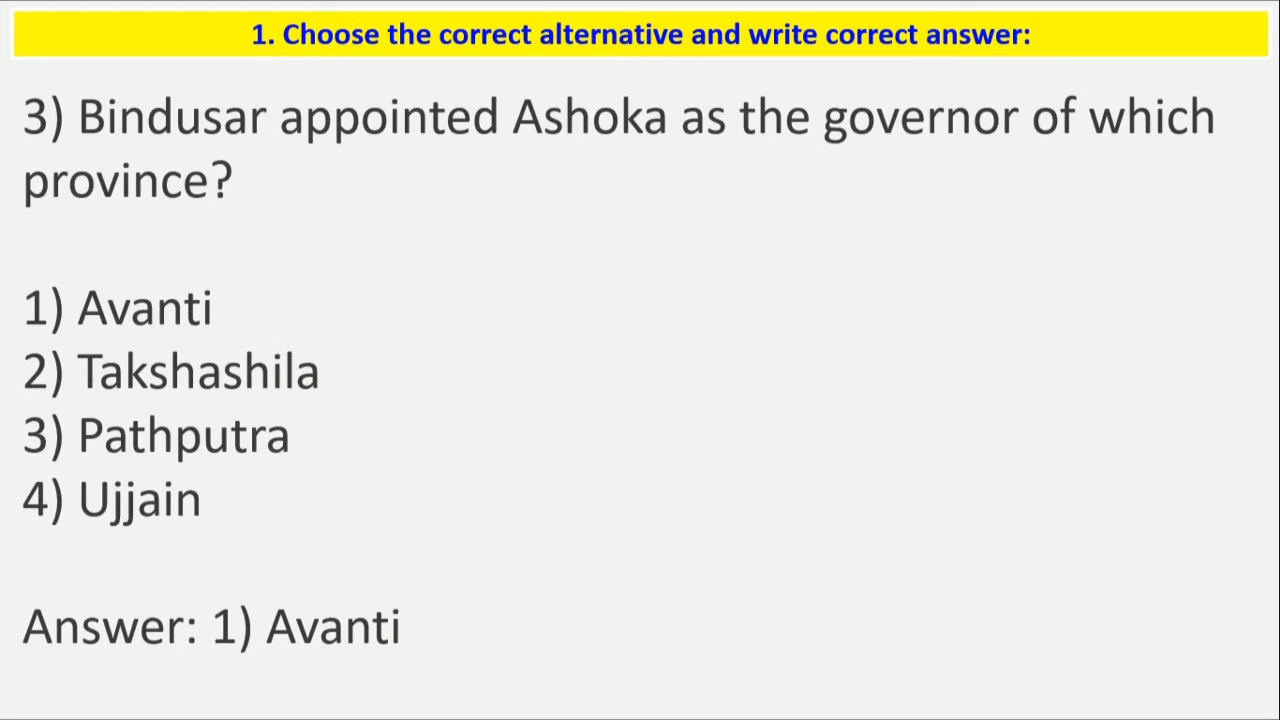 1. Choose the correct alternative and write correct answer:
3) Bindusar appointed Ashoka as the governor of which
province?
1) Avanti
2) Takshashila
3) Pathputra
4) Ujjain
Answer: 1) Avanti